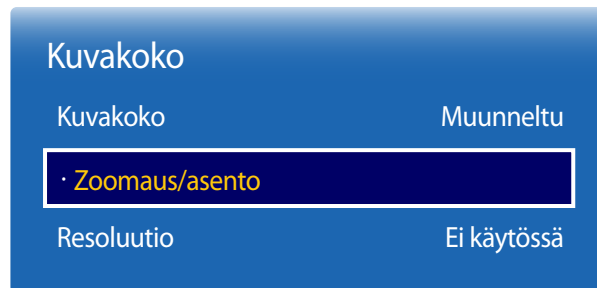 Kuvakoko
Kuvakoko Muunneltu
· Zoomaus/asento
Resoluutio Ei käytössä